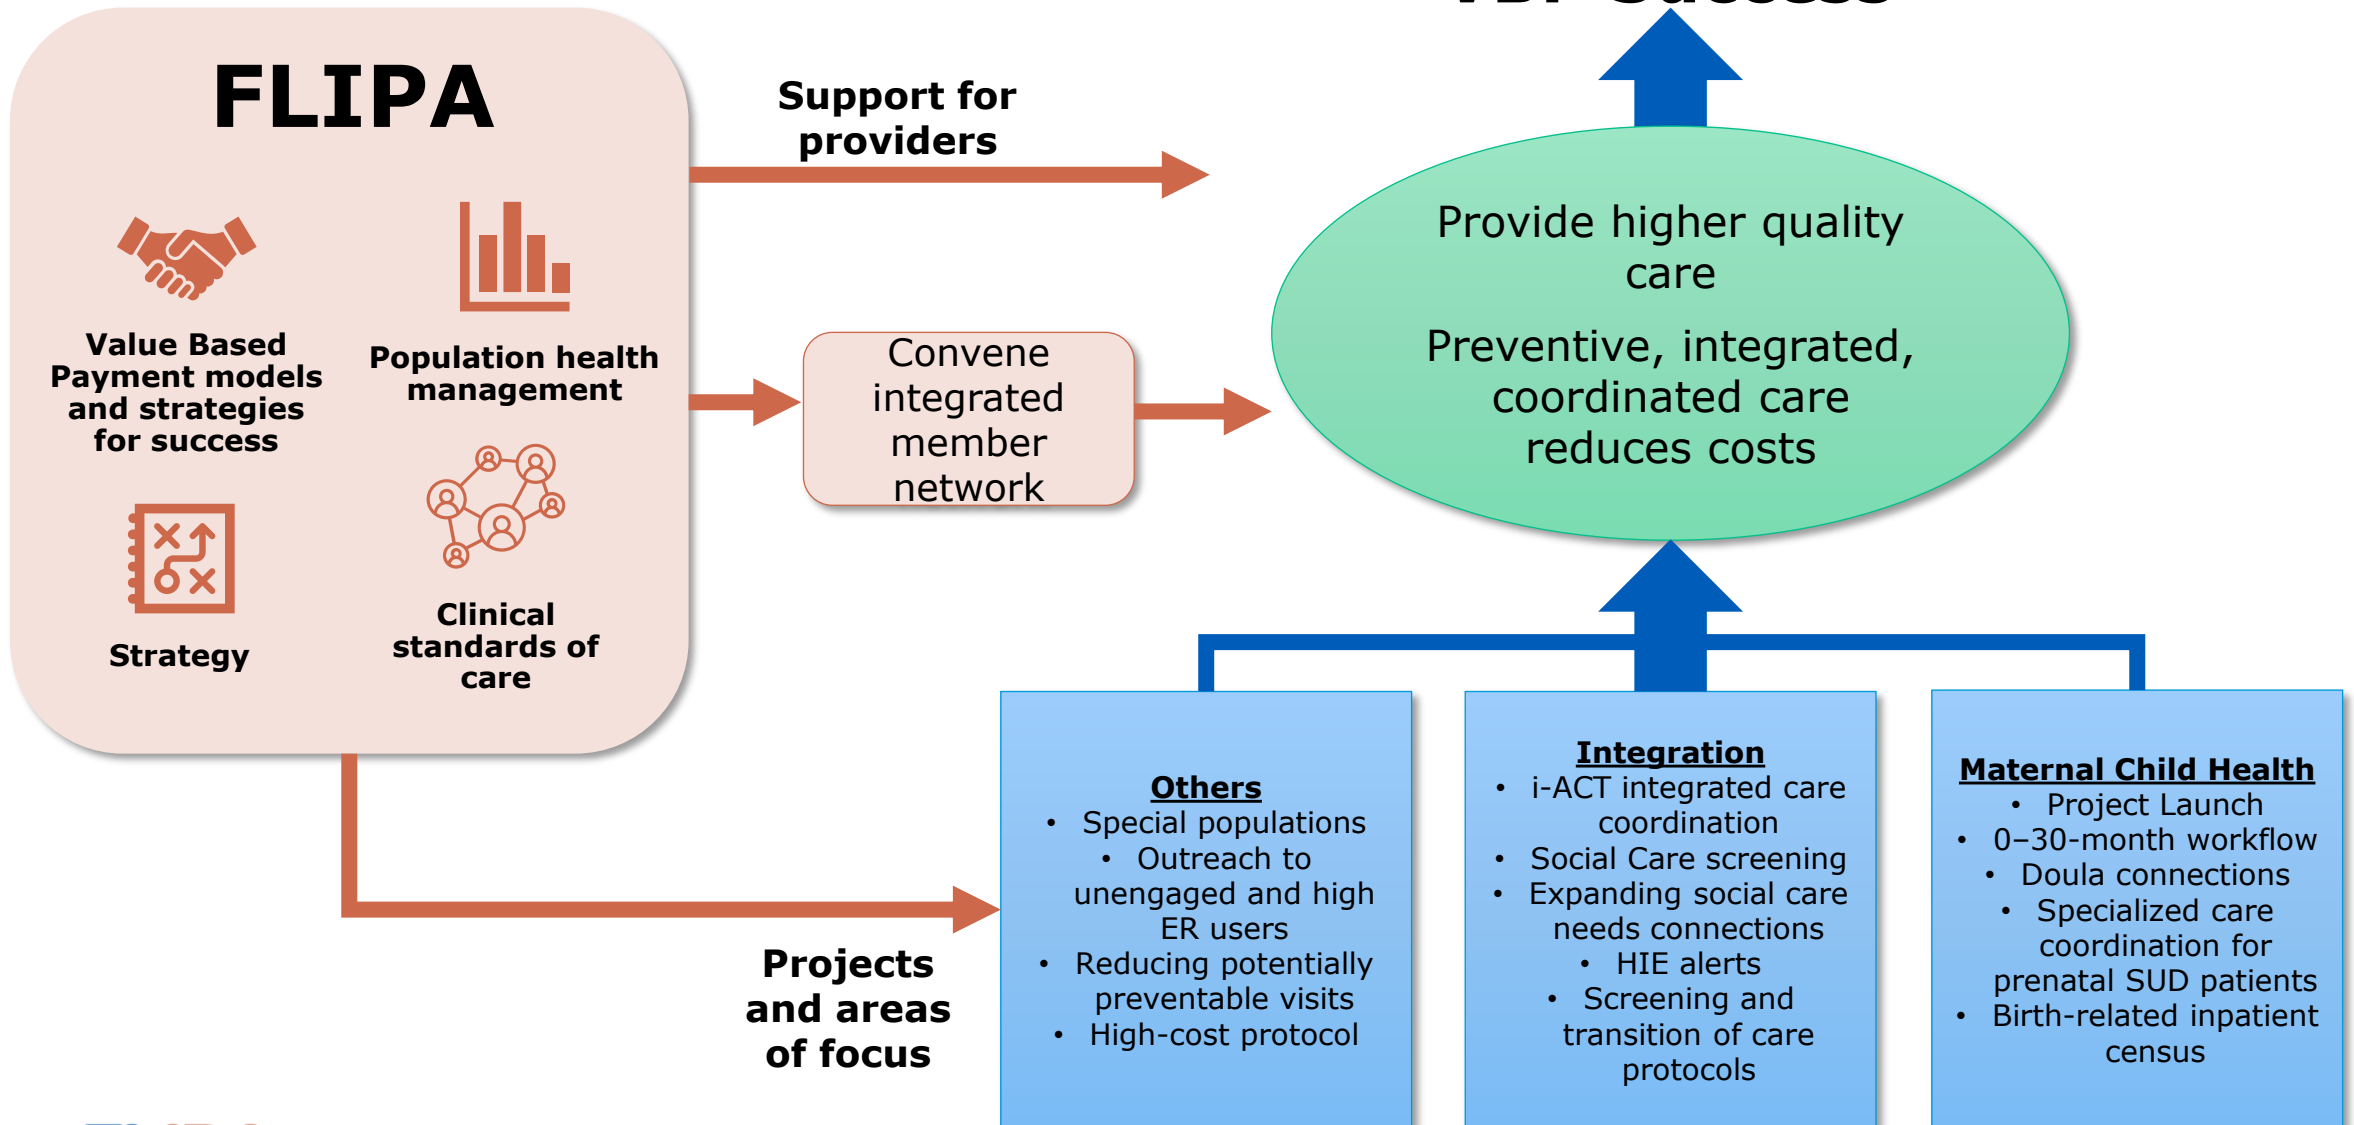 VBP Success
FLIPA
Value Based
Payment models
and strategies
for success
Population health
management
Strategy
Clinical
standards of
care
Support for
providers
Convene
integrated
member
network
Provide higher quality
care
Preventive, integrated,
coordinated care
reduces costs
Projects
and areas
of focus
Others
• Special populations
• Outreach to
unengaged and high
ER users
• Reducing potentially
preventable visits
• High-cost protocol
Integration
• i-ACT integrated care
coordination
• Social Care screening
• Expanding social care
needs connections
• HIE alerts
• Screening and
transition of care
protocols
Maternal Child Health
• Project Launch
• 0–30-month workflow
• Doula connections
• Specialized care
coordination for
prenatal SUD patients
• Birth-related inpatient
census